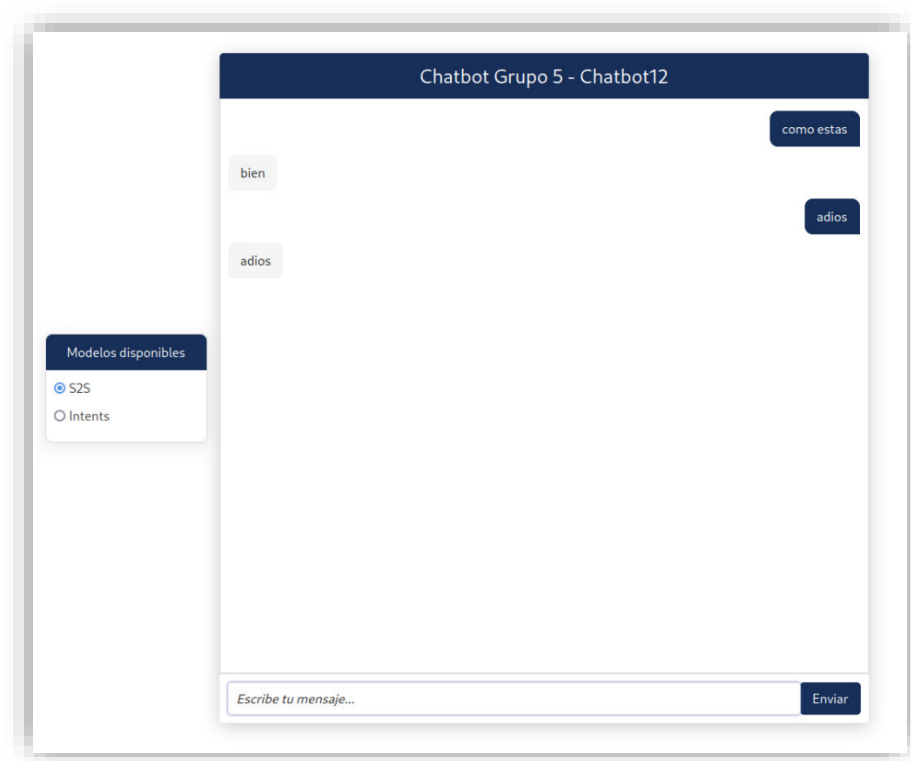 Chatbot Grupo 5 - Chatbot12
como estas
bien
adios
adios
Modelos disponibles
S2S
Intents
Escribe tu mensaje...
Enviar